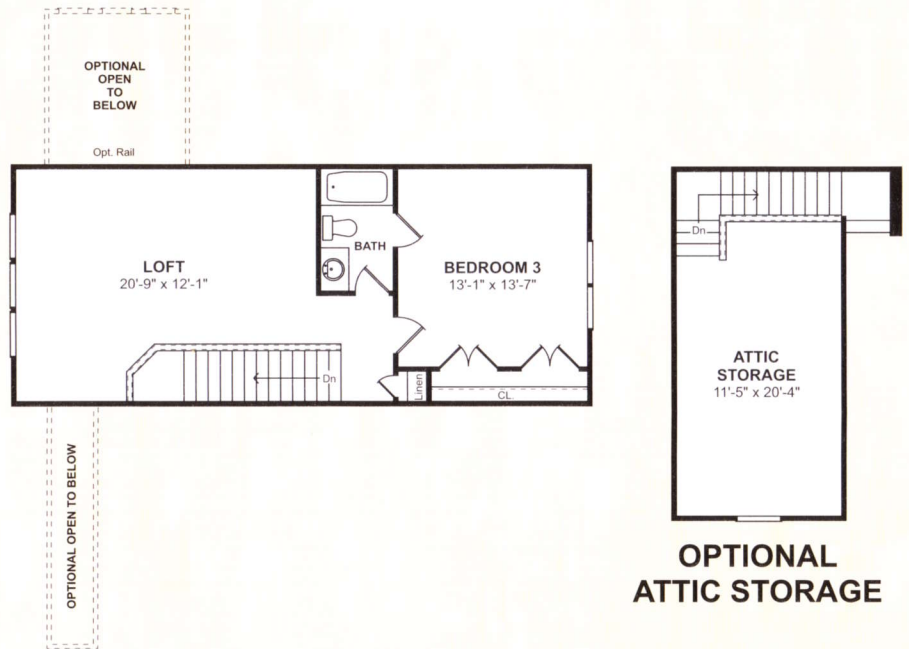 OPTIONAL
OPEN
TO
BELOW
Opt. Rail
LOFT
20'-9" x 12'-1"
BATH
BEDROOM 3
13'-1" x 13'-7"
Dn
Linen
CL.
OPTIONAL OPEN TO BELOW
Dn
ATTIC
STORAGE
11'-5" x 20'-4"
OPTIONAL
ATTIC STORAGE